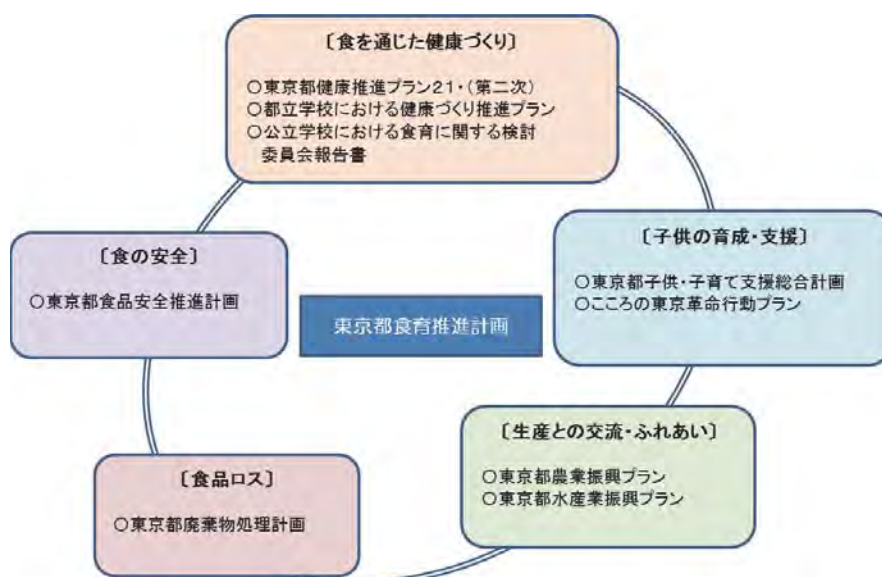 〔食を通じた健康づくり〕
○東京都健康推進プラン21・(第二次)
○都立学校における健康づくり推進プラン
○公立学校における食育に関する検討
委員会報告書
〔食の安全〕
○東京都食品安全推進計画
東京都食育推進計画
〔子供の育成・支援〕
○東京都子供・子育て支援総合計画
○こころの東京革命行動プラン
〔生産との交流・ふれあい〕
○東京都農業振興プラン
○東京都水産業振興プラン
〔食品ロス〕
○東京都廃棄物処理計画